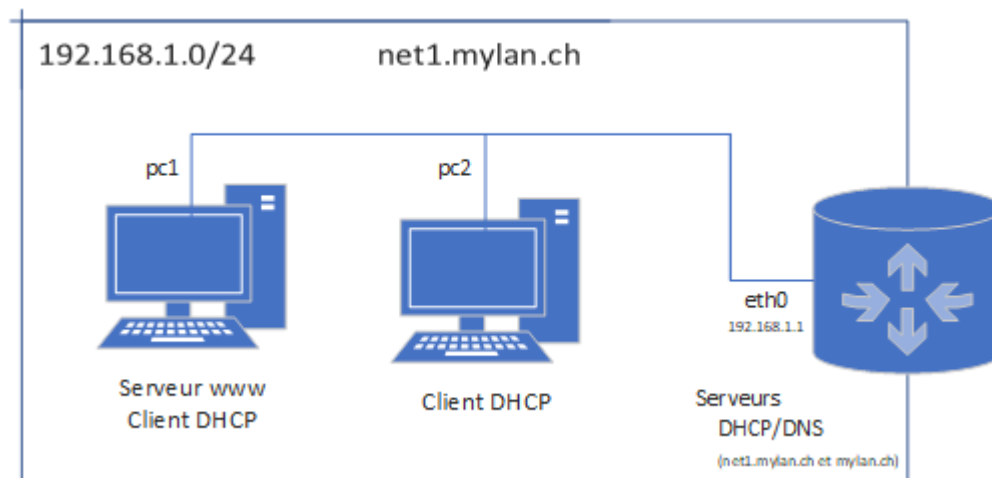 192.168.1.0/24 net1.mylan.ch
pc1
pc2
eth0
192.168.1.1
Serveur www
Client DHCP
Client DHCP
Serveurs
DHCP/DNS
(net1.mylan.ch et mylan.ch)